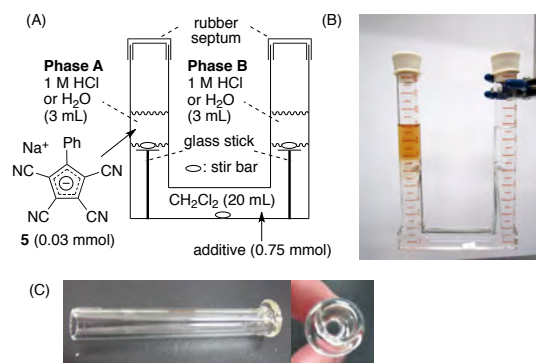 (A)
rubber
septum
Phase A
1 M HCl
or H₂O
(3 mL)
Phase B
1 M HCl
or H₂O
(3 mL)
glass stick
: stir bar
Na⁺
Ph
NC
CN
CN
CN
5 (0.03 mmol)
CH₂Cl₂ (20 mL)
additive (0.75 mmol)
(B)
(C)